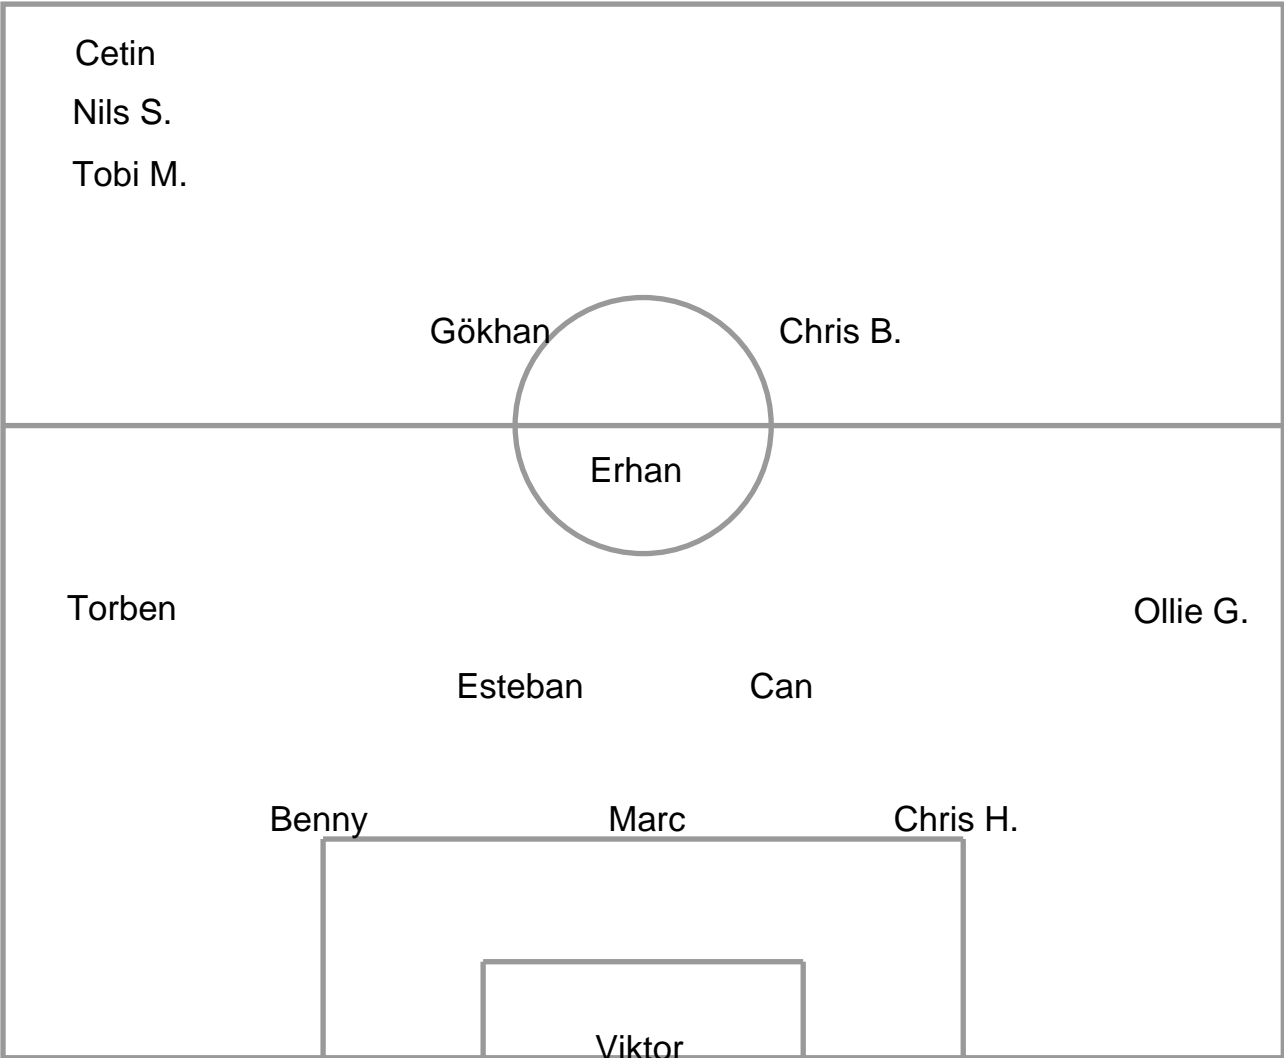 Cetin
Nils S.
Tobi M.
Gökhan Chris B.
Erhan
Torben Ollie G.
Esteban Can
Benny Marc Chris H.
Viktor